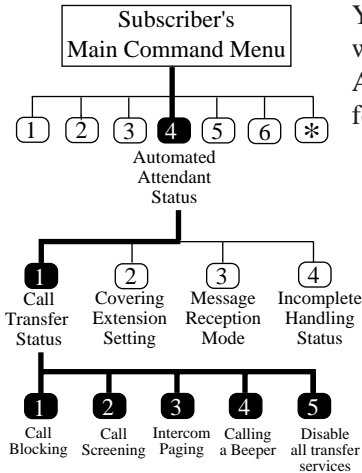 Subscriber's
Main Command Menu
1 2 3 4 5 6 *
Automated
Attendant
Status
1 2 3 4
Call
Transfer
Status
Covering
Extension
Setting
Message
Reception
Mode
Incomplete
Handling
Status
1 2 3 4 5
Call
Blocking
Call
Screening
Intercom
Paging
Calling
a Beeper
Disable
all transfer
services